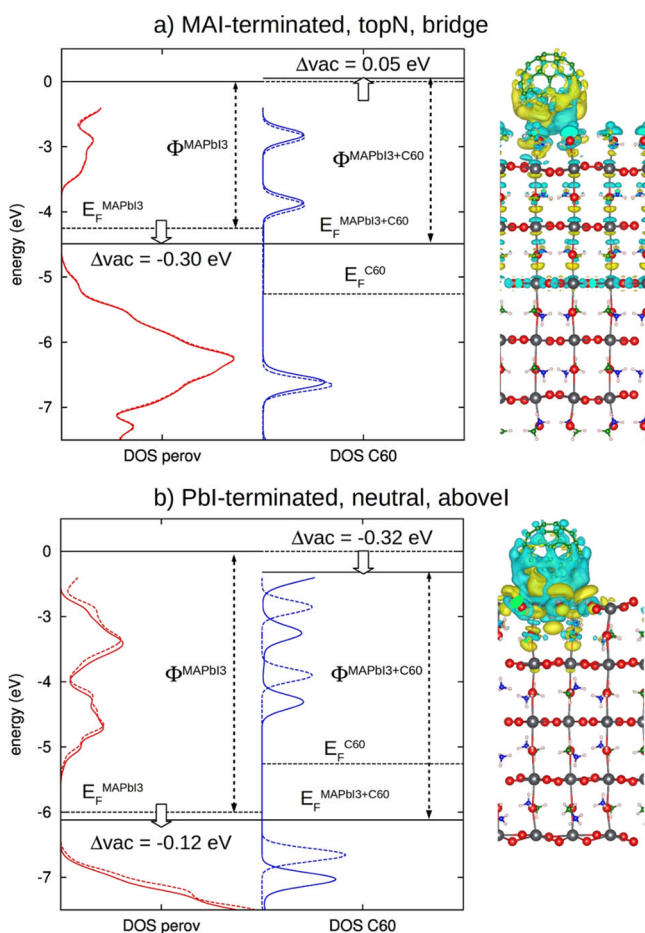 a) MAI-terminated, topN, bridge
Δvac = 0.05 eV
0
-3
-4
-5
-6
-7
energy (eV)
Φ^MAPbI3
Φ^MAPbI3+C60
E_F^MAPbI3
E_F^MAPbI3+C60
Δvac = -0.30 eV
E_F^C60
DOS perov
DOS C60
b) PbI-terminated, neutral, aboveI
Δvac = -0.32 eV
0
-3
-4
-5
-6
-7
energy (eV)
Φ^MAPbI3
Φ^MAPbI3+C60
E_F^C60
E_F^MAPbI3
E_F^MAPbI3+C60
Δvac = -0.12 eV
DOS perov
DOS C60